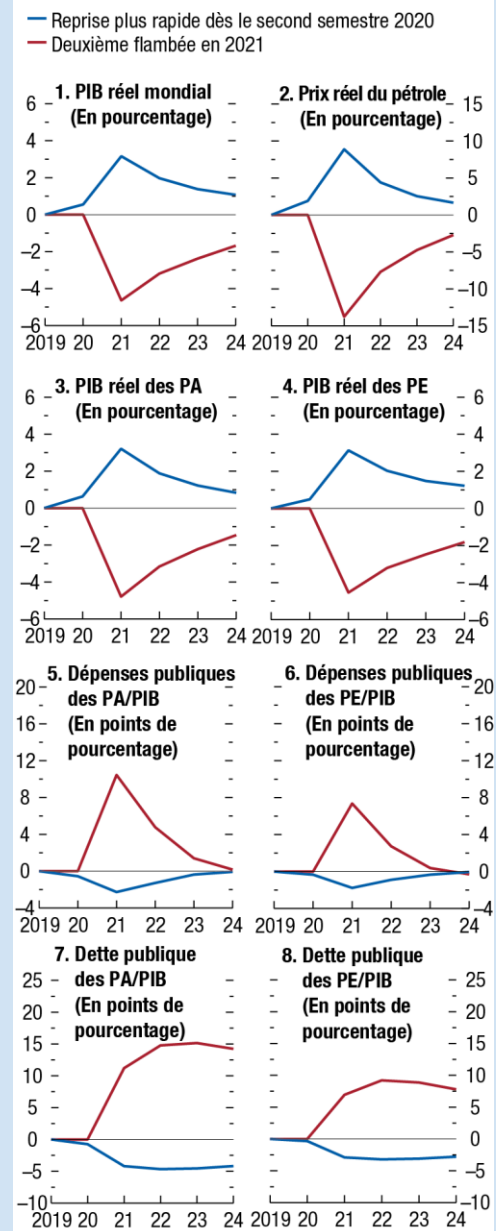 Reprise plus rapide dès le second semestre 2020
Deuxième flambée en 2021
1. PIB réel mondial
(En pourcentage)
6
4
2
0
–2
–4
–6
2019 20 21 22 23 24
2. Prix réel du pétrole
(En pourcentage)
15
10
5
0
–5
–10
–15
2019 20 21 22 23 24
3. PIB réel des PA
(En pourcentage)
6
4
2
0
–2
–4
–6
2019 20 21 22 23 24
4. PIB réel des PE
(En pourcentage)
6
4
2
0
–2
–4
–6
2019 20 21 22 23 24
5. Dépenses publiques
des PA/PIB
(En points de
pourcentage)
20
16
12
8
4
0
–4
2019 20 21 22 23 24
6. Dépenses publiques
des PE/PIB
(En points de
pourcentage)
20
16
12
8
4
0
–4
2019 20 21 22 23 24
7. Dette publique
des PA/PIB
(En points de
pourcentage)
25
20
15
10
5
0
–5
–10
2019 20 21 22 23 24
8. Dette publique
des PE/PIB
(En points de
pourcentage)
25
20
15
10
5
0
–5
–10
2019 20 21 22 23 24